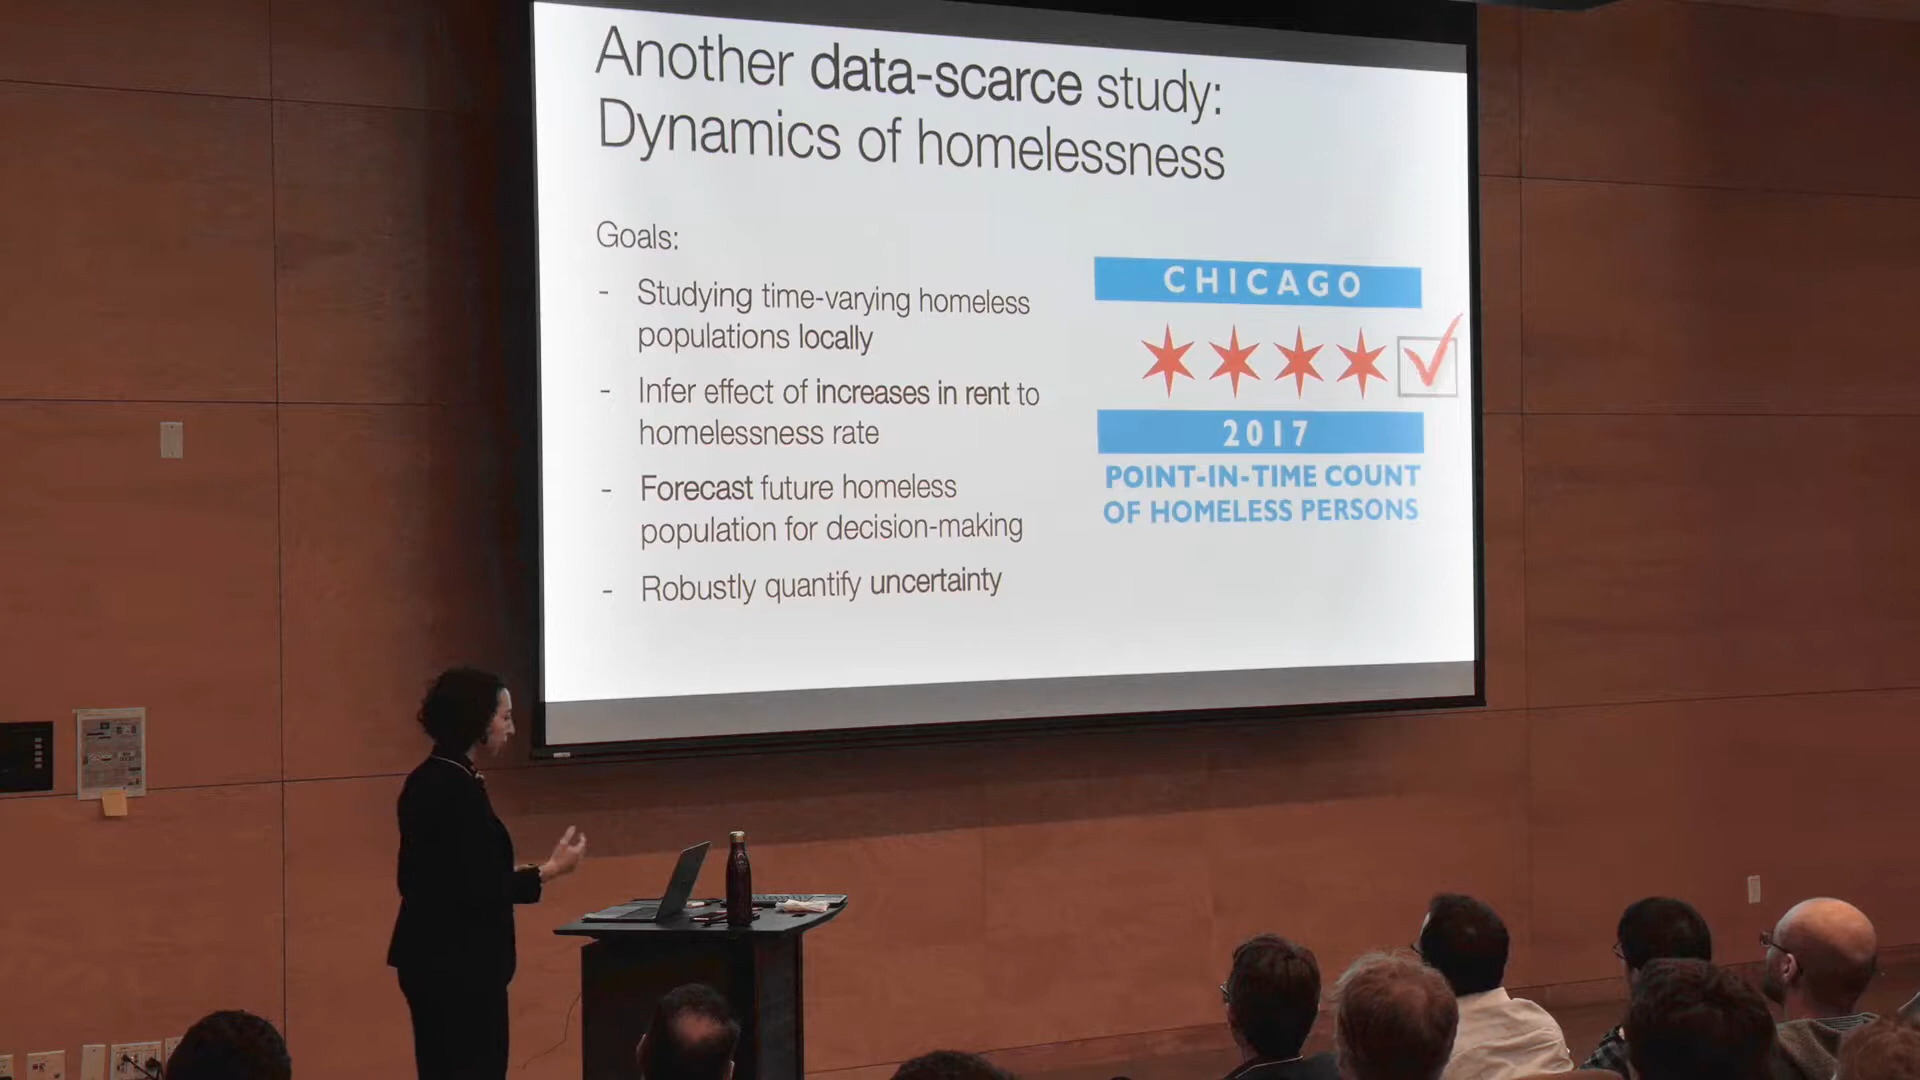 Another data-scarce study:
Dynamics of homelessness
Goals:
- Studying time-varying homeless
populations locally
- Infer effect of increases in rent to
homelessness rate
- Forecast future homeless
population for decision-making
- Robustly quantify uncertainty
CHICAGO
2017
POINT-IN-TIME COUNT
OF HOMELESS PERSONS